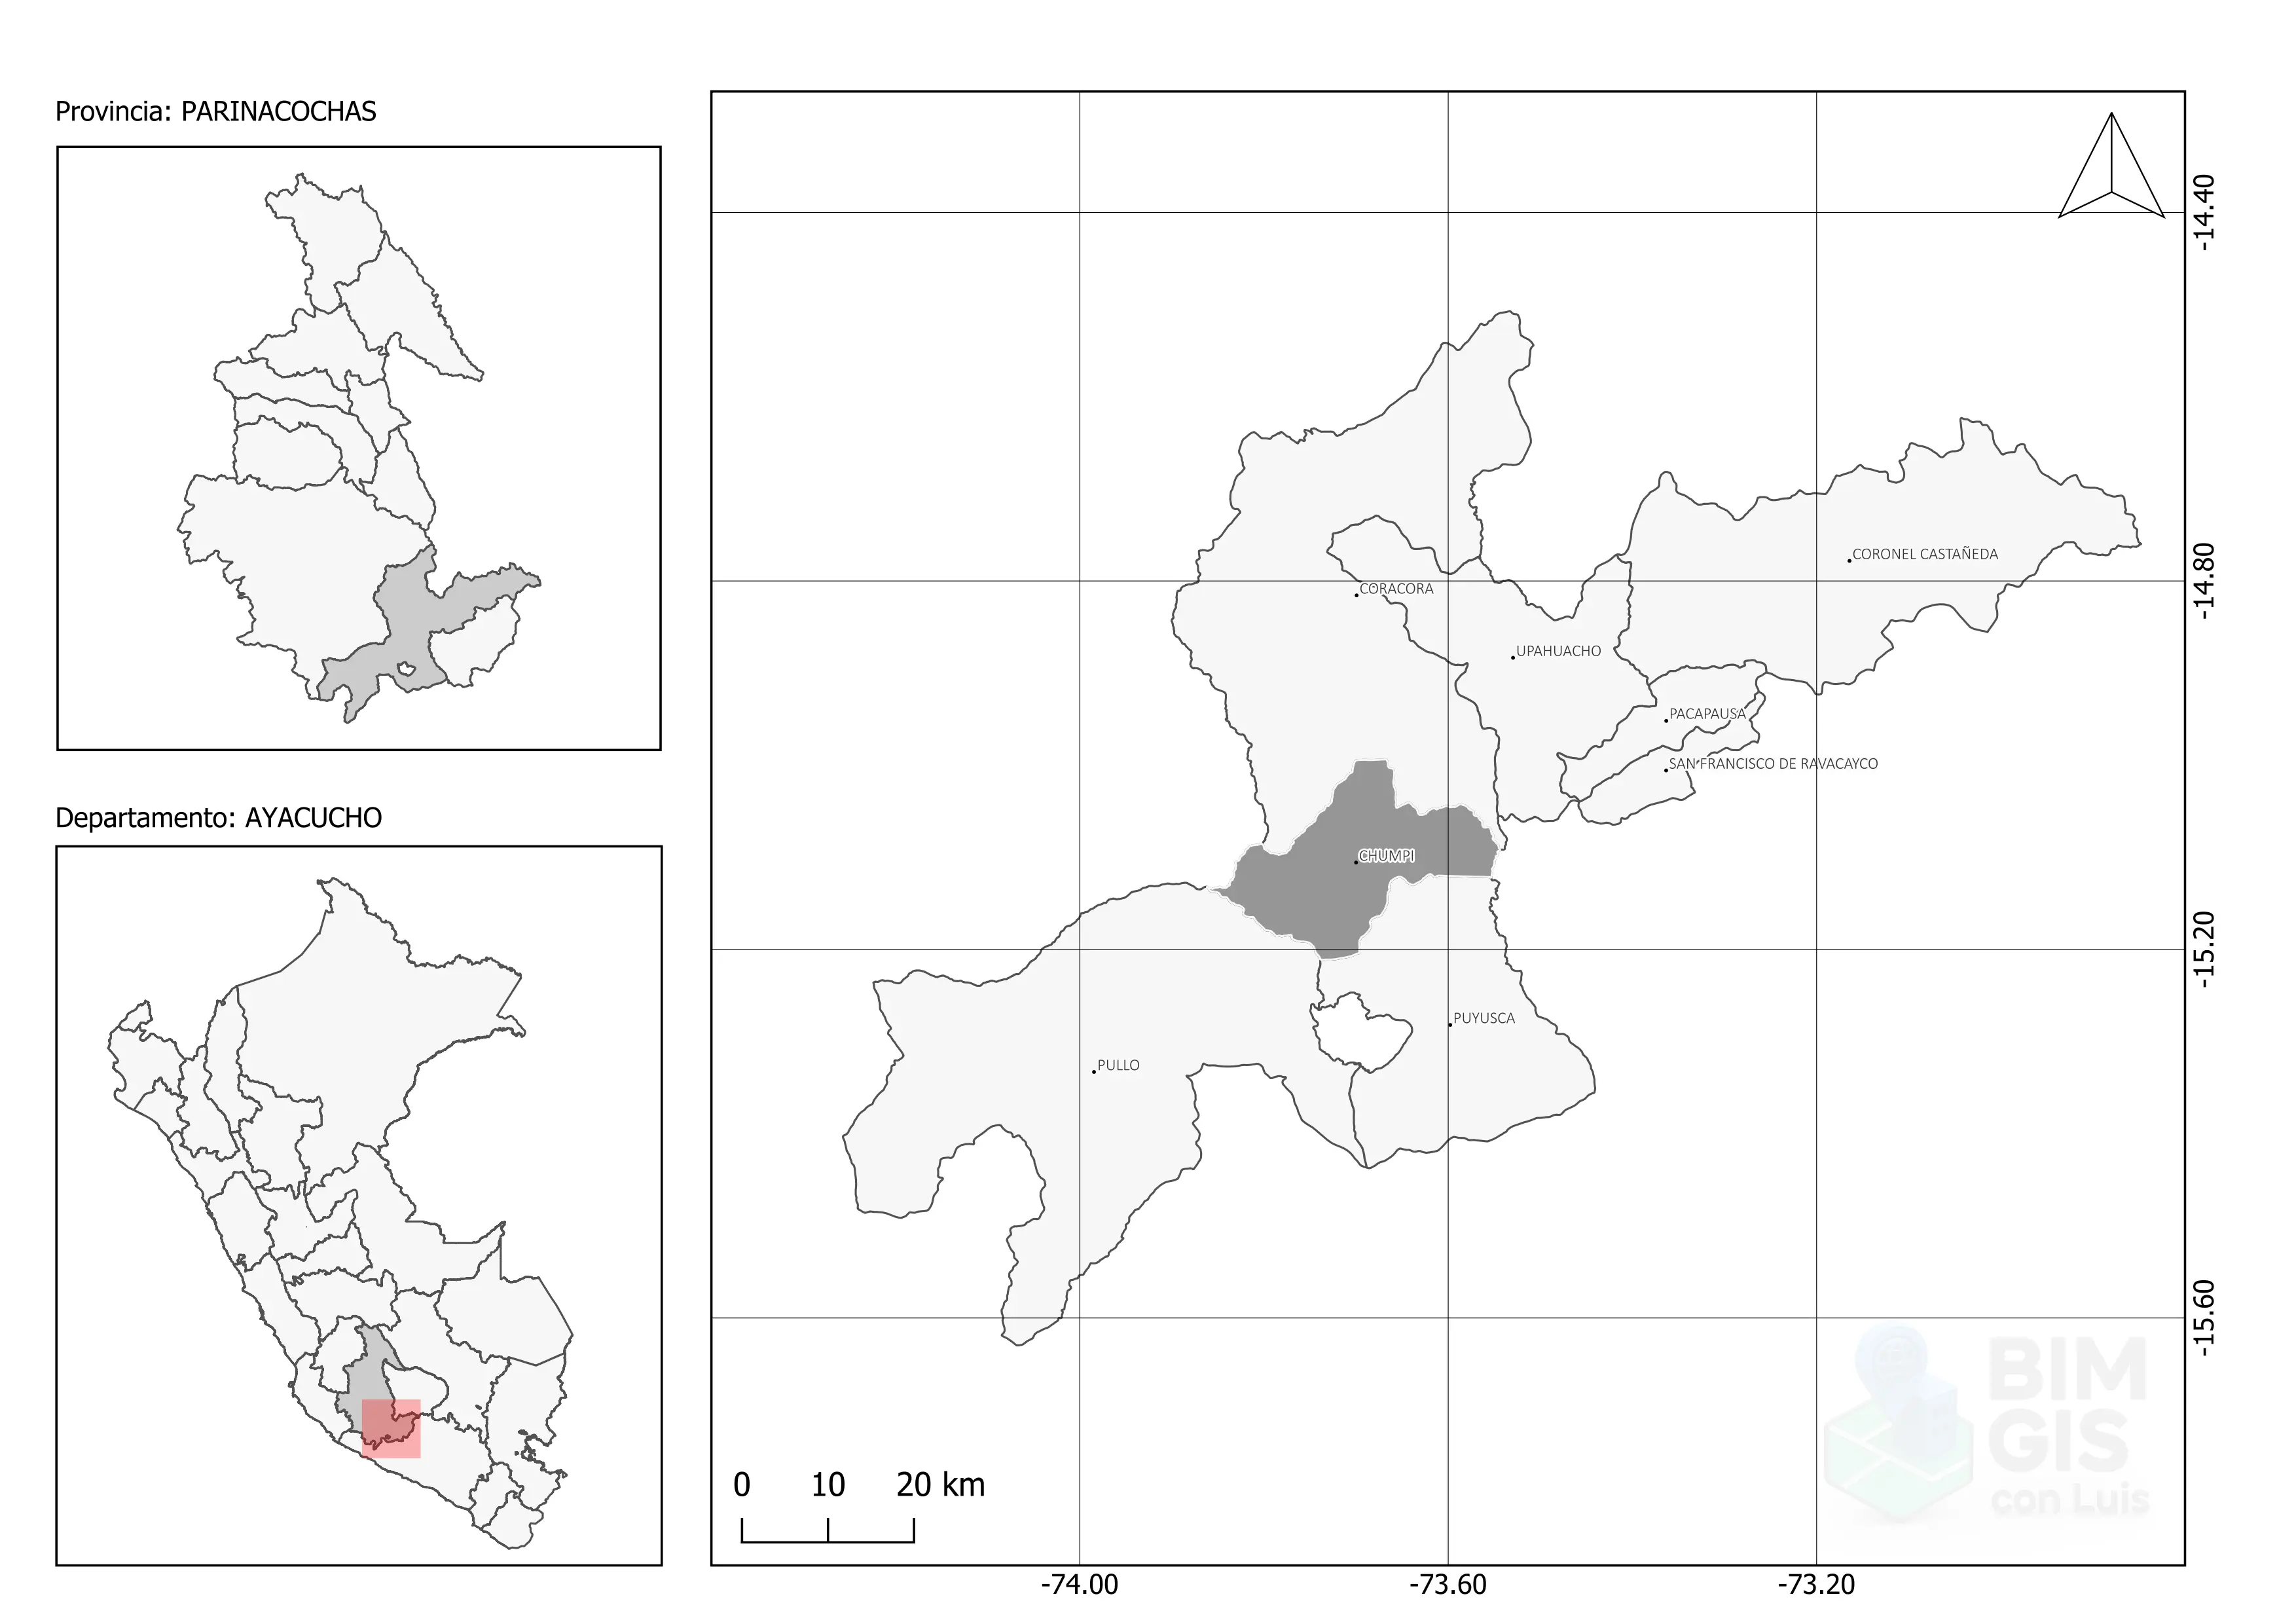 Provincia: PARINACOCHAS
Departamento: AYACUCHO
-14.40
-14.80
-15.20
-15.60
CORONEL CASTAÑEDA
CORACORA
UPAHUACHO
PACAPAUSA
SAN FRANCISCO DE RAVACAYCO
CHUMPI
PUYUSCA
PULLO
BIM
GIS
con Luis
0 10 20 km
-74.00 -73.60 -73.20